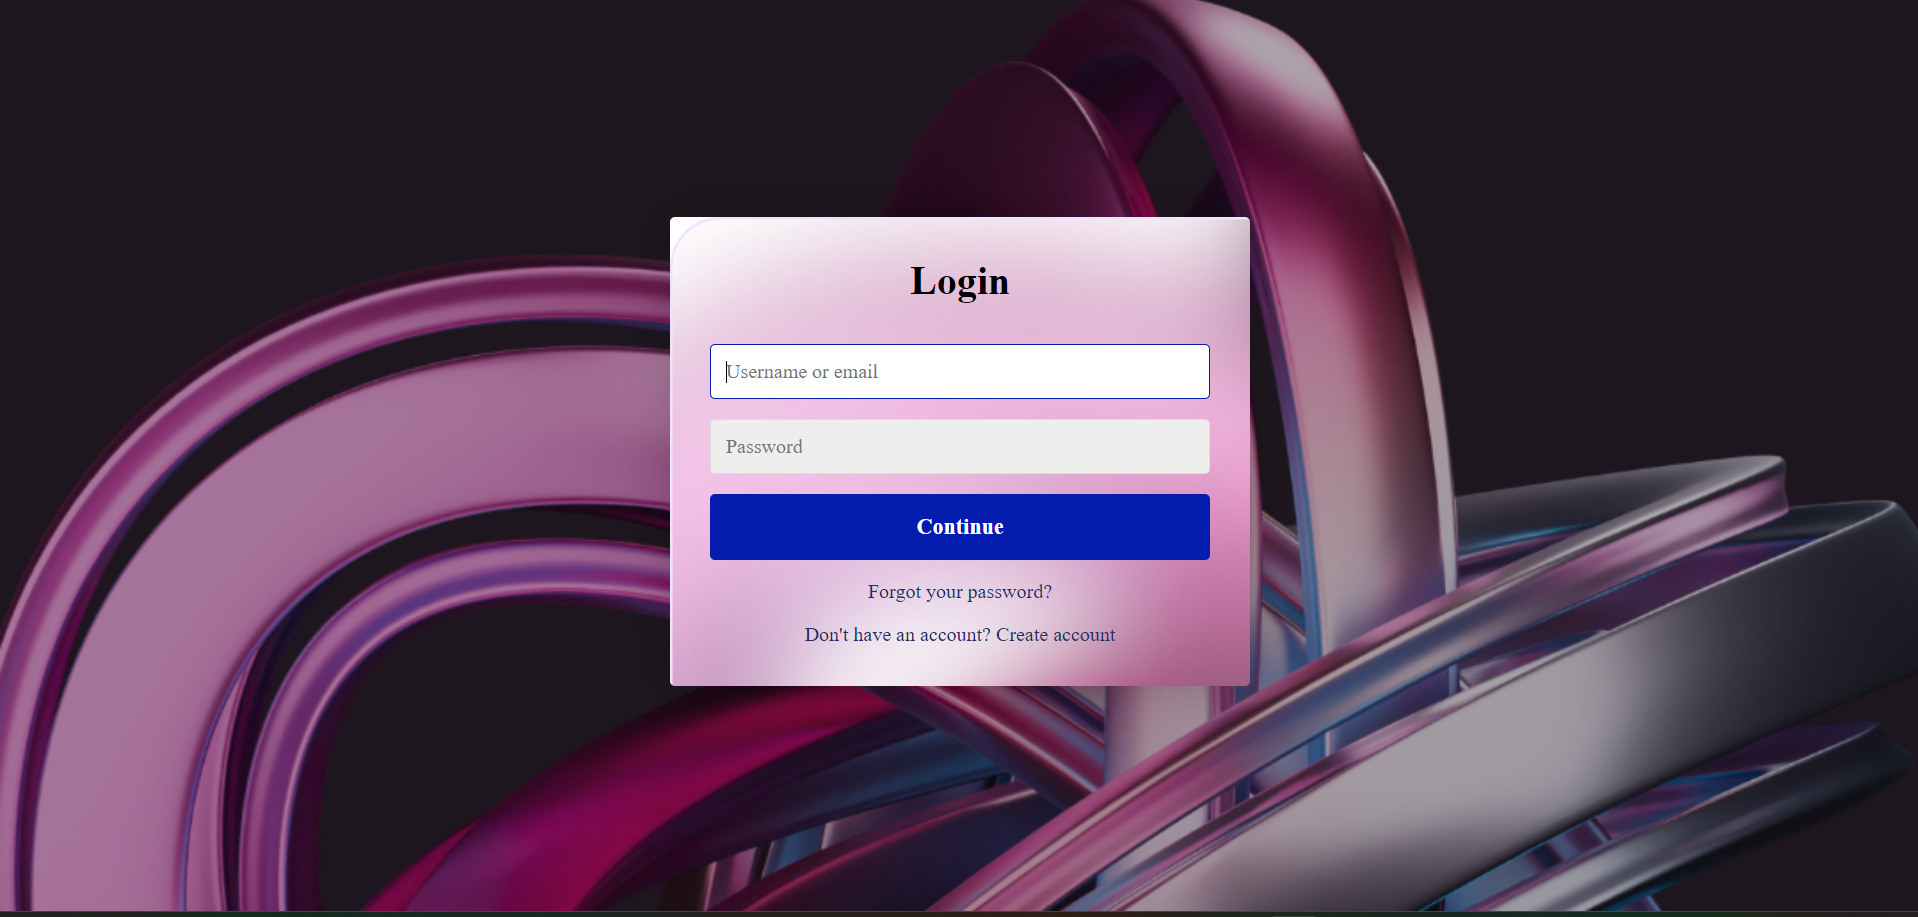 Login
Username or email
Password
Continue
Forgot your password?
Don't have an account? Create account